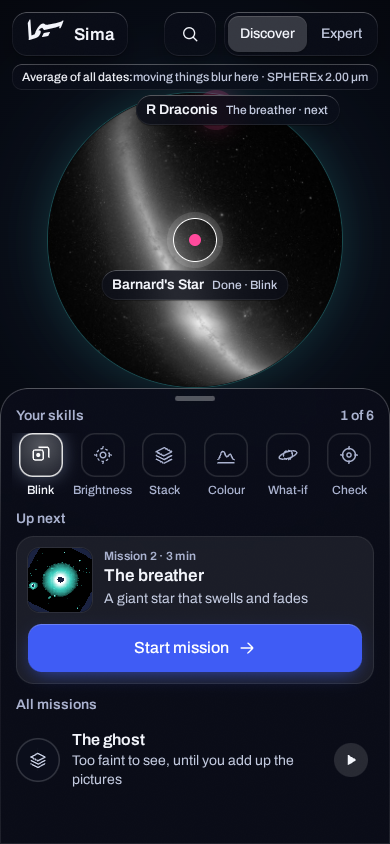 Sima
Discover
Expert
Average of all dates:moving things blur here · SPHEREx 2.00 µm
R Draconis The breather · next
Barnard's Star Done · Blink
Your skills
1 of 6
Blink
Brightness
Stack
Colour
What-if
Check
Up next
Mission 2 · 3 min
The breather
A giant star that swells and fades
Start mission
All missions
The ghost
Too faint to see, until you add up the
pictures